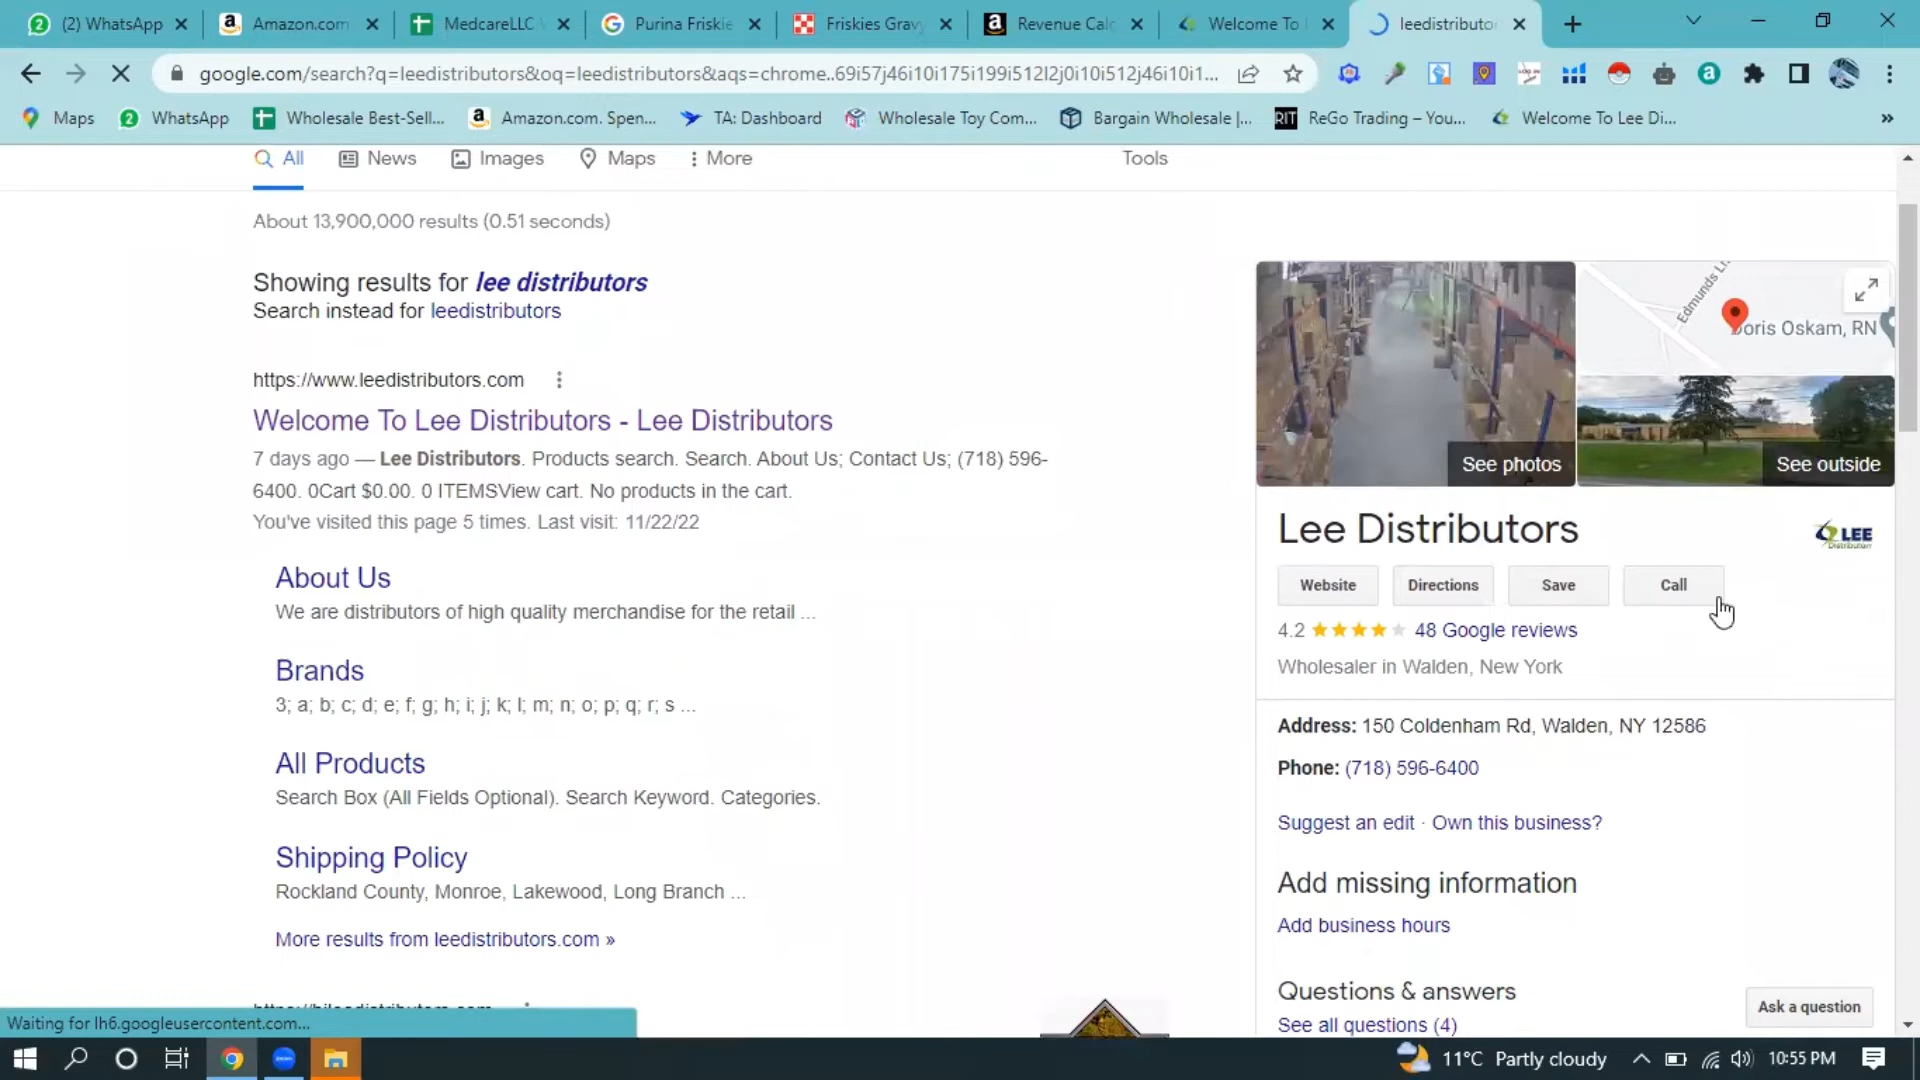 (2) WhatsApp
Amazon.com
MedcareLLC
Purina Friskie
Friskies Grav
Revenue Calc
Welcome To
leedistributor
google.com/search?q=leedistributors&oq=leedistributors&aqs=chrome..69i57j46i10i175i199i512l2j0i10i512j46i10i1...
Maps
WhatsApp
Wholesale Best-Sell...
Amazon.com. Spen...
TA: Dashboard
Wholesale Toy Com...
Bargain Wholesale |...
RIT
ReGo Trading – You...
Welcome To Lee Di...
»
All
News
Images
Maps
More
Tools
About 13,900,000 results (0.51 seconds)
Showing results for lee distributors
Search instead for leedistributors
https://www.leedistributors.com
Welcome To Lee Distributors - Lee Distributors
7 days ago — Lee Distributors. Products search. Search. About Us; Contact Us; (718) 596-
6400. 0Cart $0.00. 0 ITEMSView cart. No products in the cart.
You've visited this page 5 times. Last visit: 11/22/22
About Us
We are distributors of high quality merchandise for the retail ...
Brands
3; a; b; c; d; e; f; g; h; i; j; k; l; m; n; o; p; q; r; s ...
All Products
Search Box (All Fields Optional). Search Keyword. Categories.
Shipping Policy
Rockland County, Monroe, Lakewood, Long Branch ...
More results from leedistributors.com »
Edmunds Ln
Doris Oskam, RN
See photos
See outside
Lee Distributors
LEE
Distributors
Website
Directions
Save
Call
4.2
48 Google reviews
Wholesaler in Walden, New York
Address: 150 Coldenham Rd, Walden, NY 12586
Phone: (718) 596-6400
Suggest an edit · Own this business?
Add missing information
Add business hours
Questions & answers
See all questions (4)
Ask a question
Waiting for lh6.googleusercontent.com...
11°C Partly cloudy
10:55 PM